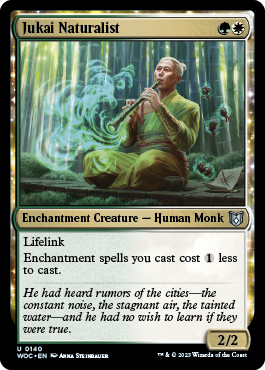 Jukai Naturalist
Enchantment Creature — Human Monk
Lifelink
Enchantment spells you cast cost 1 less
to cast.
He had heard rumors of the cities—the
constant noise, the stagnant air, the tainted
water—and he had no wish to learn if they
were true.
2/2
U 0140
WOC • EN Anna Steinbauer
™ & © 2023 Wizards of the Coast